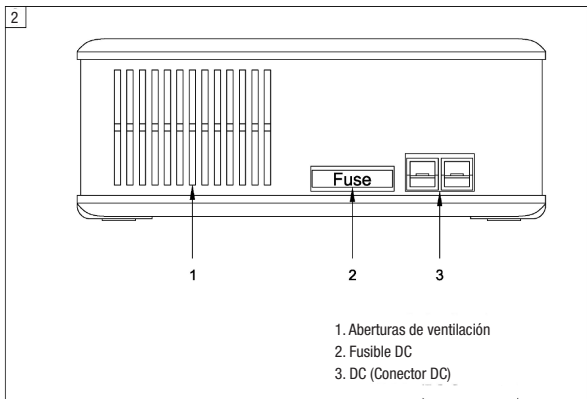 2
Fuse
1 2 3
1. Aberturas de ventilación
2. Fusible DC
3. DC (Conector DC)